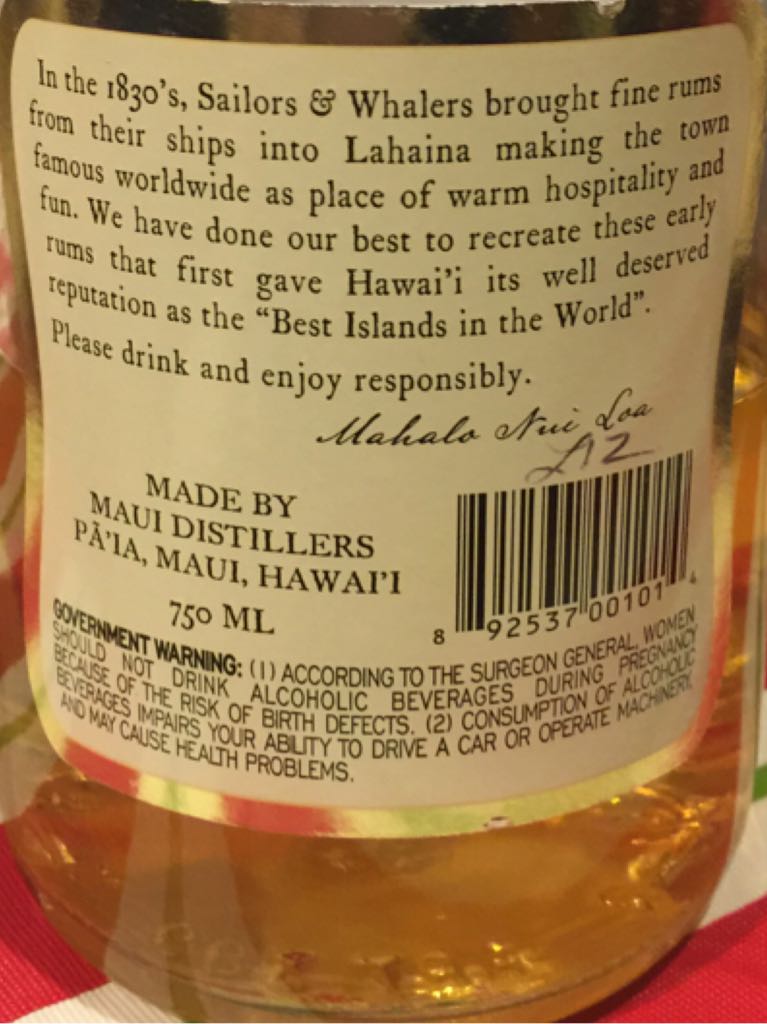 In the 1830's, Sailors & Whalers brought fine rums
from their ships into Lahaina making the town
famous worldwide as place of warm hospitality and
fun. We have done our best to recreate these early
rums that first gave Hawai'i its well deserved
reputation as the “Best Islands in the World”.
Please drink and enjoy responsibly.
Mahalo Nui Loa
MADE BY
MAUI DISTILLERS
PĀ'IA, MAUI, HAWAI'I
750 ML
8 92537 00101 4
GOVERNMENT WARNING: (1) ACCORDING TO THE SURGEON GENERAL, WOMEN
SHOULD NOT DRINK ALCOHOLIC BEVERAGES DURING PREGNANCY
BECAUSE OF THE RISK OF BIRTH DEFECTS. (2) CONSUMPTION OF ALCOHOLIC
BEVERAGES IMPAIRS YOUR ABILITY TO DRIVE A CAR OR OPERATE MACHINERY,
AND MAY CAUSE HEALTH PROBLEMS.